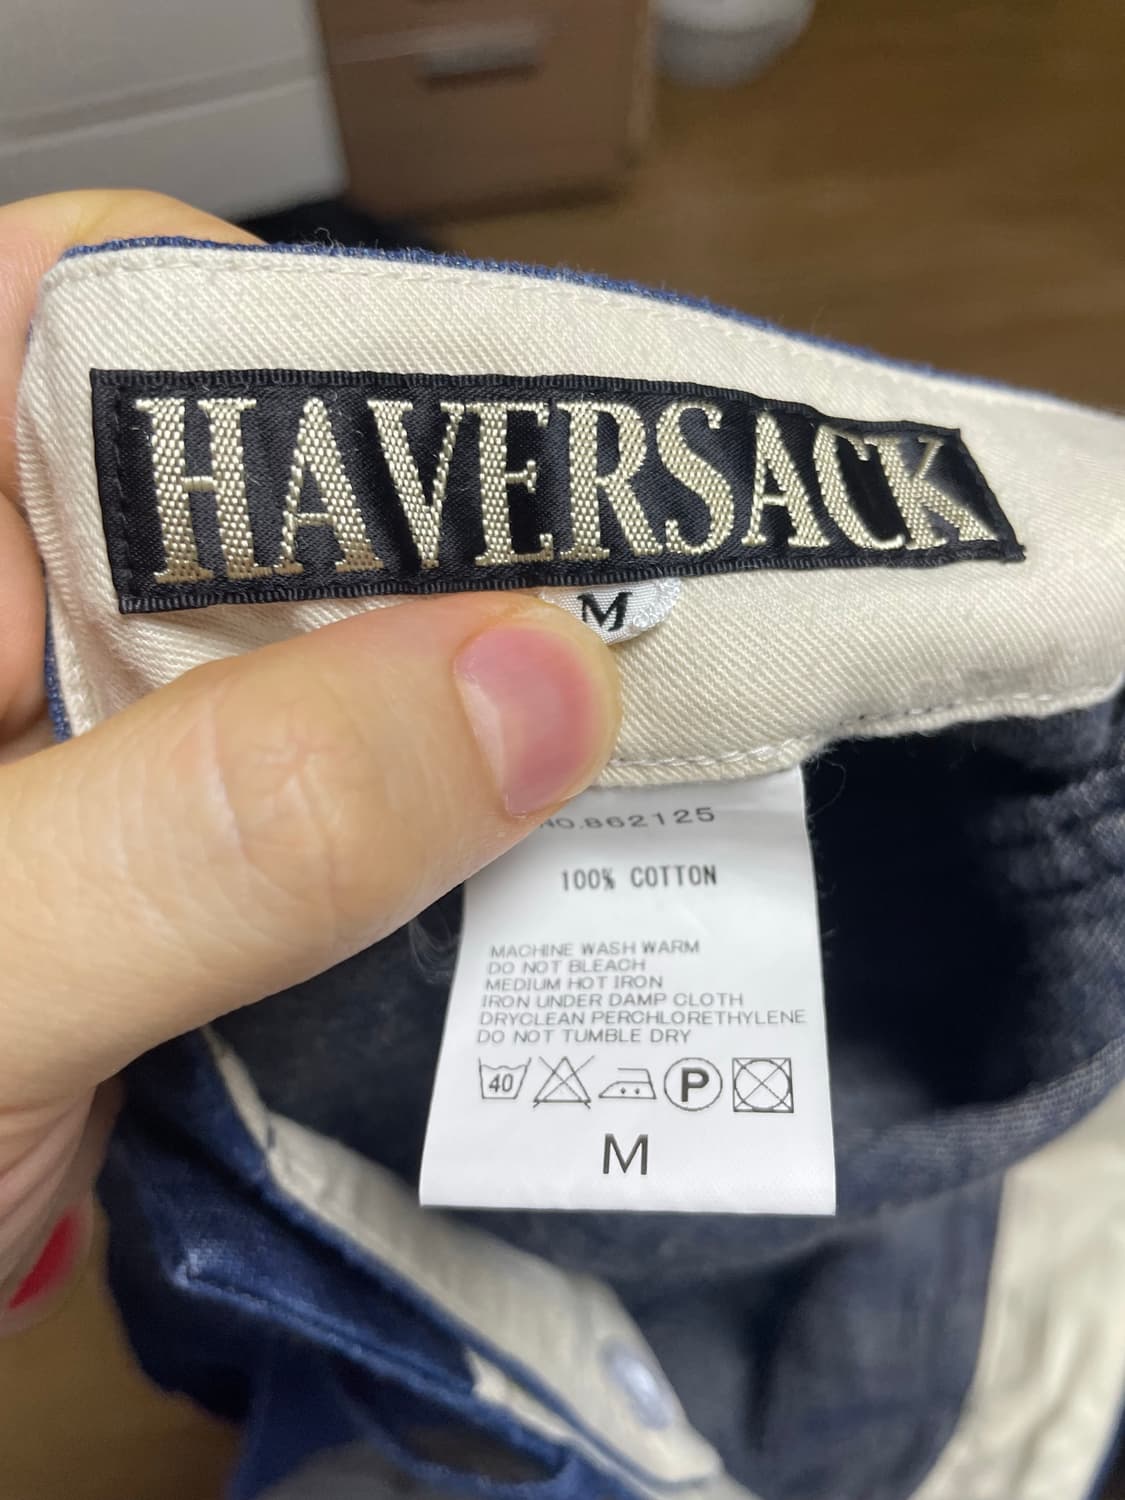 HAVERSACK
M
NO.862125
100% COTTON
MACHINE WASH WARM
DO NOT BLEACH
MEDIUM HOT IRON
IRON UNDER DAMP CLOTH
DRYCLEAN PERCHLORETHYLENE
DO NOT TUMBLE DRY
40 P
M